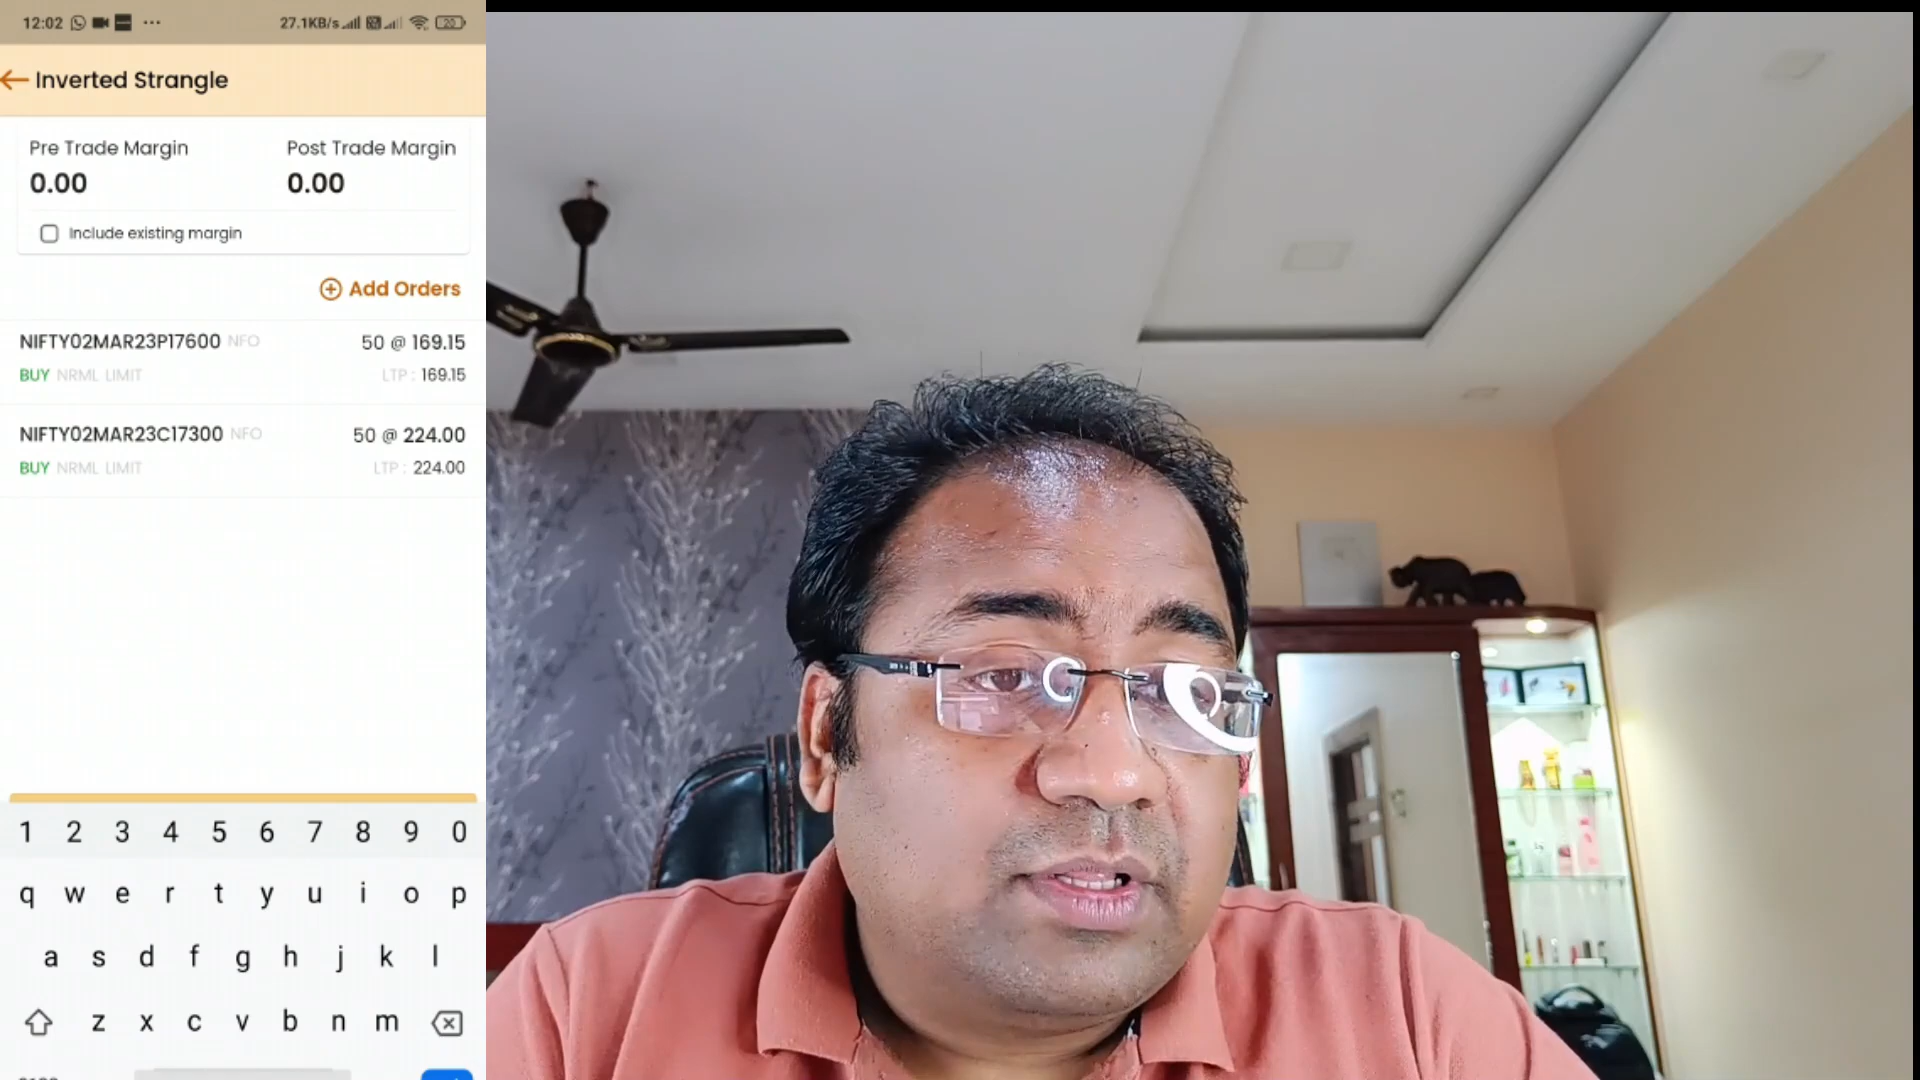 12:02 ... 27.1KB/s 20
Inverted Strangle
Pre Trade Margin Post Trade Margin
0.00 0.00
Include existing margin
Add Orders
NIFTY02MAR23P17600 NFO 50 @ 169.15
BUY NRML LIMIT LTP : 169.15
NIFTY02MAR23C17300 NFO 50 @ 224.00
BUY NRML LIMIT LTP : 224.00
1 2 3 4 5 6 7 8 9 0
q w e r t y u i o p
a s d f g h j k l
z x c v b n m